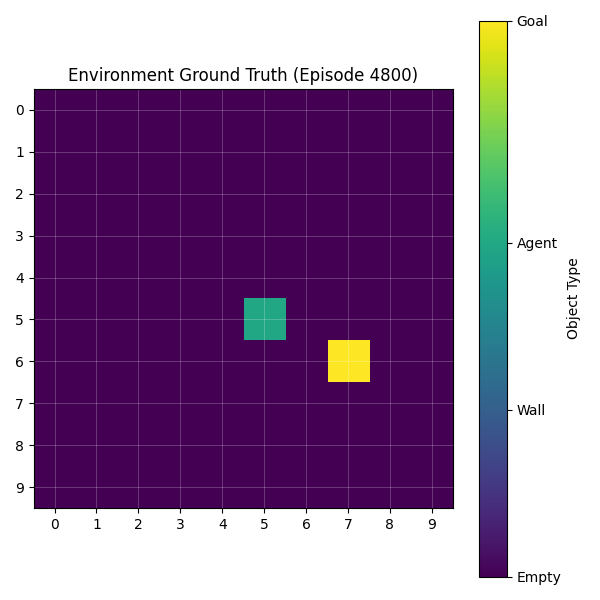 Environment Ground Truth (Episode 4800)
0
1
2
3
4
5
6
7
8
9
0 1 2 3 4 5 6 7 8 9
Goal
Agent
Wall
Empty
Object Type